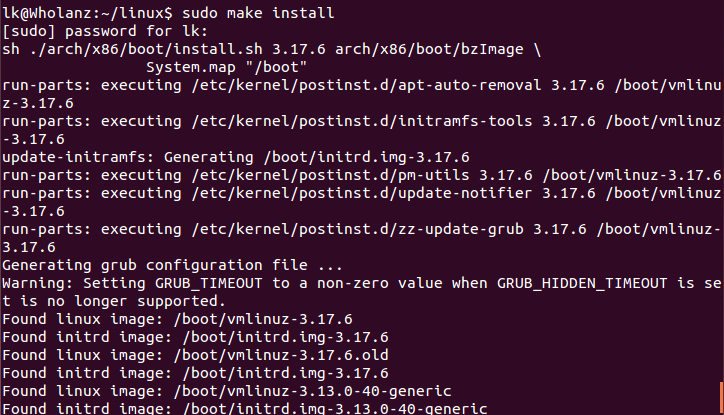 lk@Wholanz:~/linux$ sudo make install
[sudo] password for lk:
sh ./arch/x86/boot/install.sh 3.17.6 arch/x86/boot/bzImage \
System.map "/boot"
run-parts: executing /etc/kernel/postinst.d/apt-auto-removal 3.17.6 /boot/vmlinu
z-3.17.6
run-parts: executing /etc/kernel/postinst.d/initramfs-tools 3.17.6 /boot/vmlinuz
-3.17.6
update-initramfs: Generating /boot/initrd.img-3.17.6
run-parts: executing /etc/kernel/postinst.d/pm-utils 3.17.6 /boot/vmlinuz-3.17.6
run-parts: executing /etc/kernel/postinst.d/update-notifier 3.17.6 /boot/vmlinuz
-3.17.6
run-parts: executing /etc/kernel/postinst.d/zz-update-grub 3.17.6 /boot/vmlinuz-
3.17.6
Generating grub configuration file ...
Warning: Setting GRUB_TIMEOUT to a non-zero value when GRUB_HIDDEN_TIMEOUT is se
t is no longer supported.
Found linux image: /boot/vmlinuz-3.17.6
Found initrd image: /boot/initrd.img-3.17.6
Found linux image: /boot/vmlinuz-3.17.6.old
Found initrd image: /boot/initrd.img-3.17.6
Found linux image: /boot/vmlinuz-3.13.0-40-generic
Found initrd image: /boot/initrd.img-3.13.0-40-generic